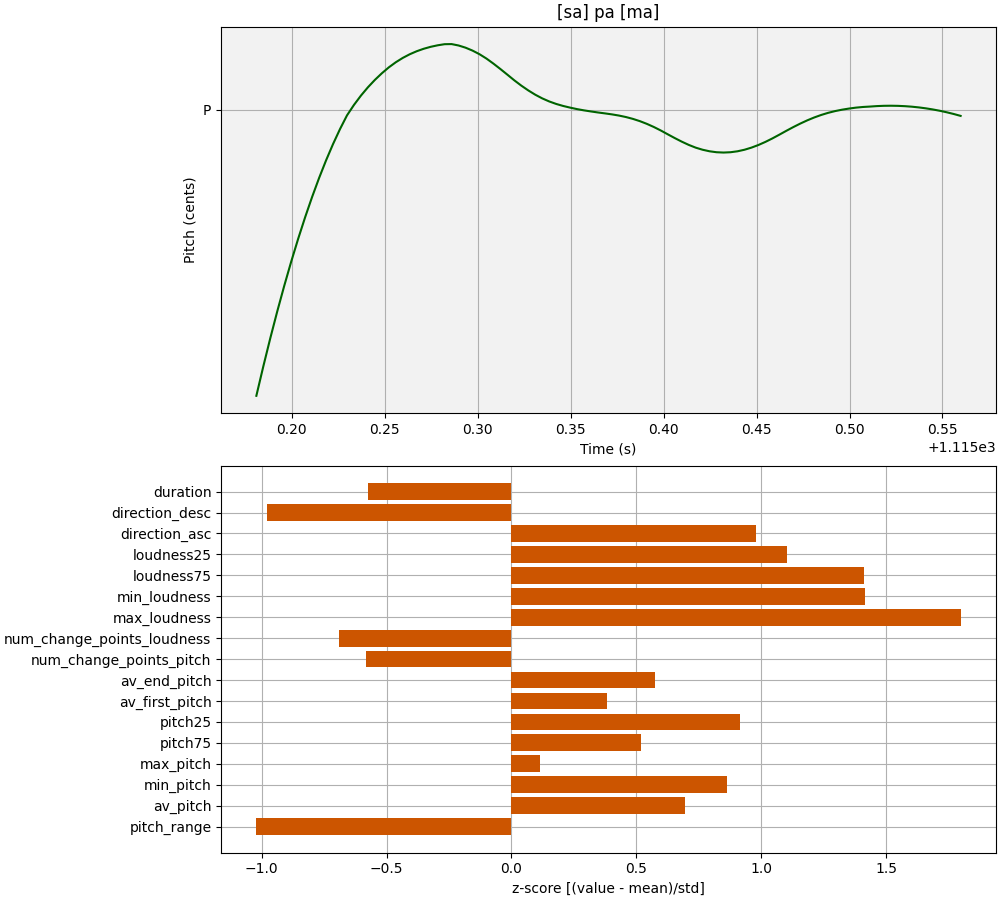 [sa] pa [ma]
P
Pitch (cents)
0.20 0.25 0.30 0.35 0.40 0.45 0.50 0.55
Time (s)
+1.115e3
duration
direction_desc
direction_asc
loudness25
loudness75
min_loudness
max_loudness
num_change_points_loudness
num_change_points_pitch
av_end_pitch
av_first_pitch
pitch25
pitch75
max_pitch
min_pitch
av_pitch
pitch_range
−1.0 −0.5 0.0 0.5 1.0 1.5
z-score [(value - mean)/std]